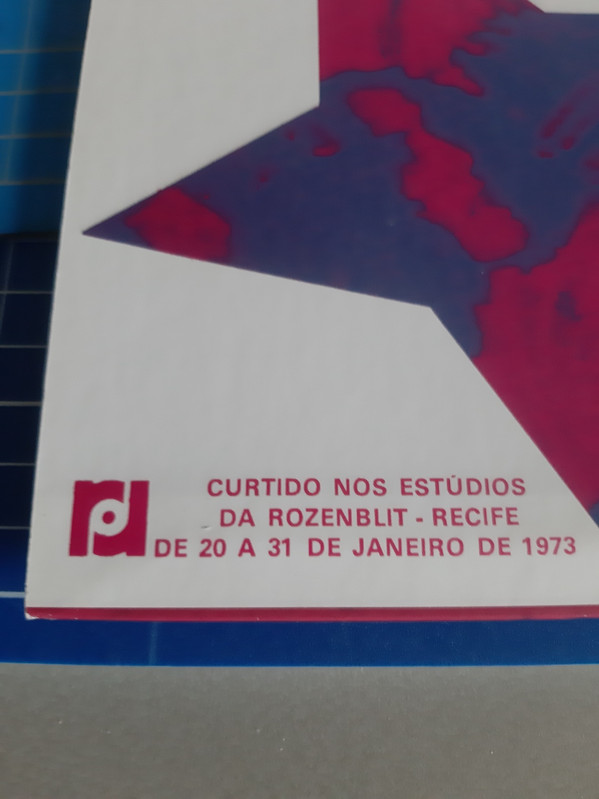 CURTIDO NOS ESTÚDIOS
DA ROZENBLIT - RECIFE
DE 20 A 31 DE JANEIRO DE 1973